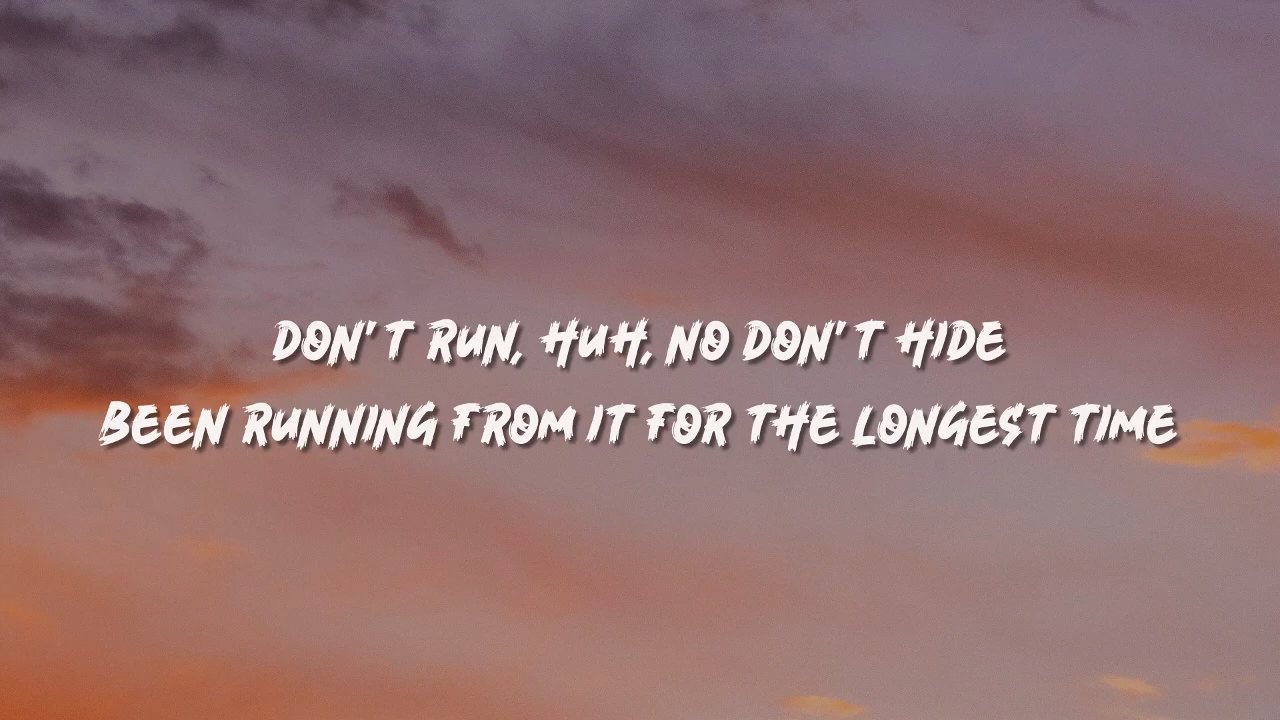 DON'T RUN, HUH, NO DON'T HIDE
BEEN RUNNING FROM IT FOR THE LONGEST TIME